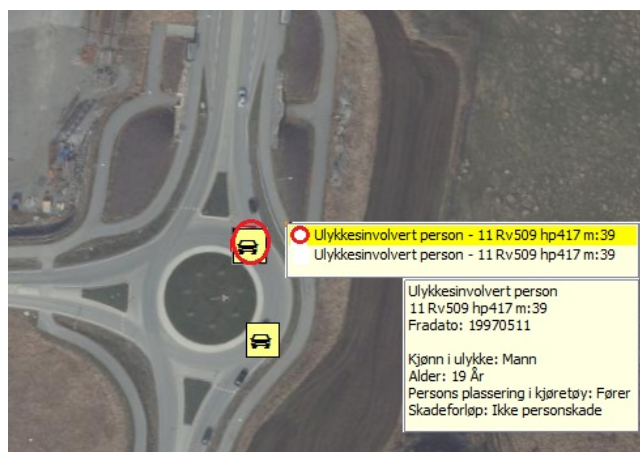 Ulykkesinvolvert person - 11 Rv509 hp417 m:39
Ulykkesinvolvert person - 11 Rv509 hp417 m:39
Ulykkesinvolvert person
11 Rv509 hp417 m:39
Fradato: 19970511
Kjønn i ulykke: Mann
Alder: 19 År
Persons plassering i kjøretøy: Fører
Skadeforløp: Ikke personskade